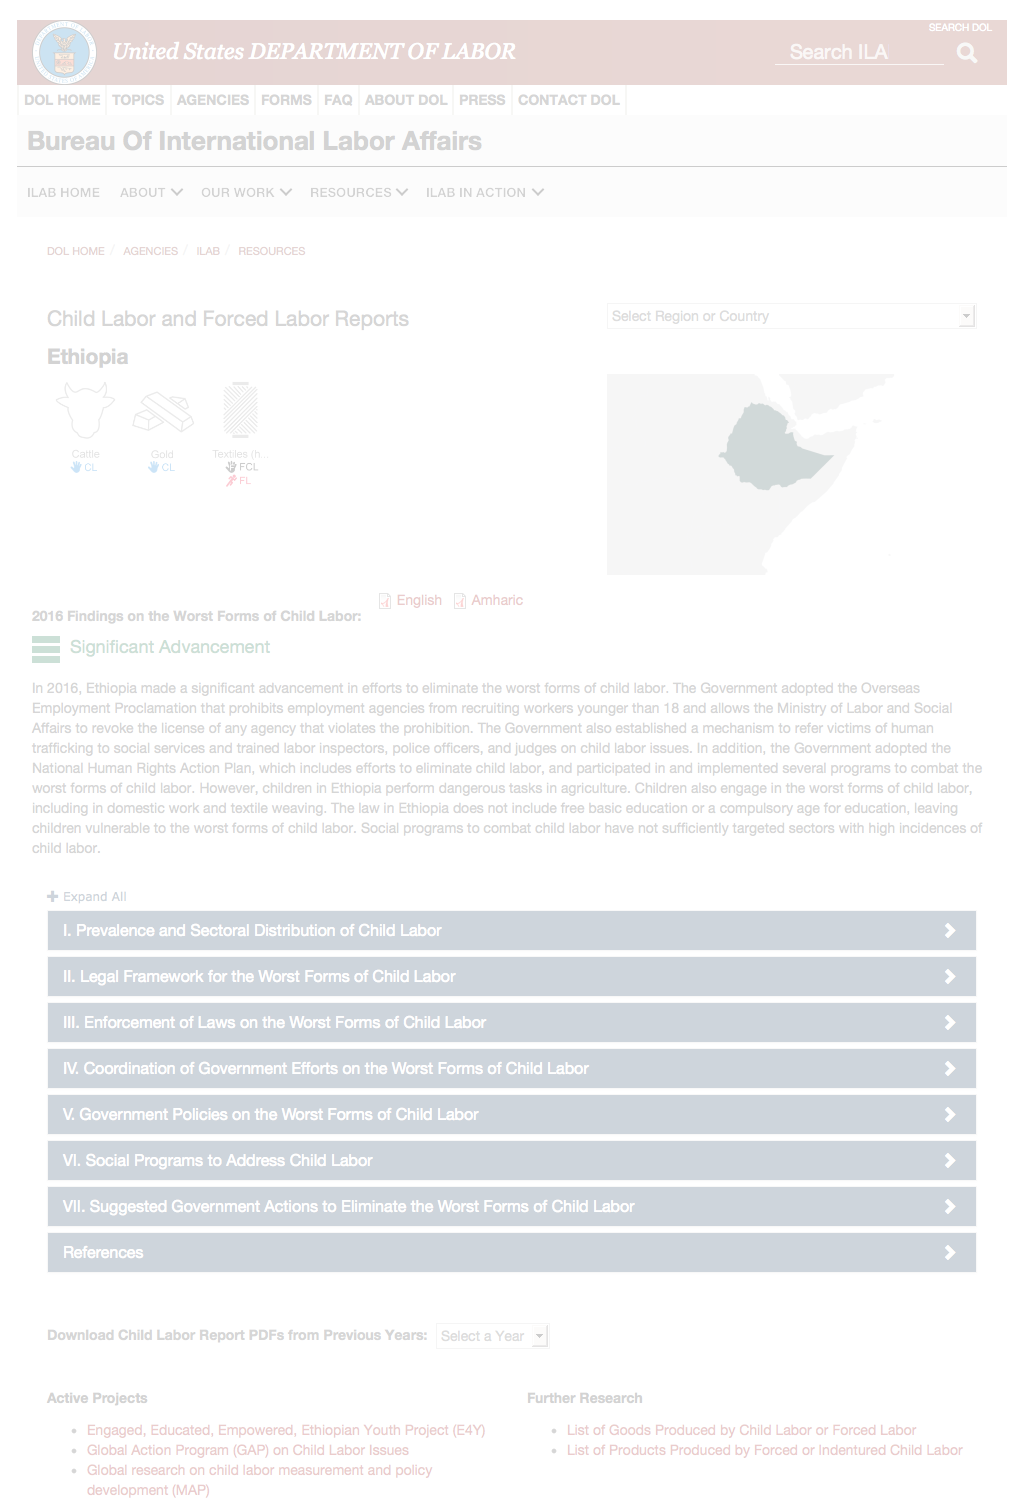 SEARCH DOL
United States DEPARTMENT OF LABOR
Search ILA
DOL HOME
TOPICS
AGENCIES
FORMS
FAQ
ABOUT DOL
PRESS
CONTACT DOL
Bureau Of International Labor Affairs
ILAB HOME
ABOUT
OUR WORK
RESOURCES
ILAB IN ACTION
DOL HOME / AGENCIES / ILAB / RESOURCES
Child Labor and Forced Labor Reports
Select Region or Country
Ethiopia
Cattle
CL
Gold
CL
Textiles (h...
FCL
FL
English
Amharic
2016 Findings on the Worst Forms of Child Labor:
Significant Advancement
In 2016, Ethiopia made a significant advancement in efforts to eliminate the worst forms of child labor. The Government adopted the Overseas
Employment Proclamation that prohibits employment agencies from recruiting workers younger than 18 and allows the Ministry of Labor and Social
Affairs to revoke the license of any agency that violates the prohibition. The Government also established a mechanism to refer victims of human
trafficking to social services and trained labor inspectors, police officers, and judges on child labor issues. In addition, the Government adopted the
National Human Rights Action Plan, which includes efforts to eliminate child labor, and participated in and implemented several programs to combat the
worst forms of child labor. However, children in Ethiopia perform dangerous tasks in agriculture. Children also engage in the worst forms of child labor,
including in domestic work and textile weaving. The law in Ethiopia does not include free basic education or a compulsory age for education, leaving
children vulnerable to the worst forms of child labor. Social programs to combat child labor have not sufficiently targeted sectors with high incidences of
child labor.
Expand All
I. Prevalence and Sectoral Distribution of Child Labor
II. Legal Framework for the Worst Forms of Child Labor
III. Enforcement of Laws on the Worst Forms of Child Labor
IV. Coordination of Government Efforts on the Worst Forms of Child Labor
V. Government Policies on the Worst Forms of Child Labor
VI. Social Programs to Address Child Labor
VII. Suggested Government Actions to Eliminate the Worst Forms of Child Labor
References
Download Child Labor Report PDFs from Previous Years:
Select a Year
Active Projects
• Engaged, Educated, Empowered, Ethiopian Youth Project (E4Y)
• Global Action Program (GAP) on Child Labor Issues
• Global research on child labor measurement and policy
development (MAP)
Further Research
• List of Goods Produced by Child Labor or Forced Labor
• List of Products Produced by Forced or Indentured Child Labor